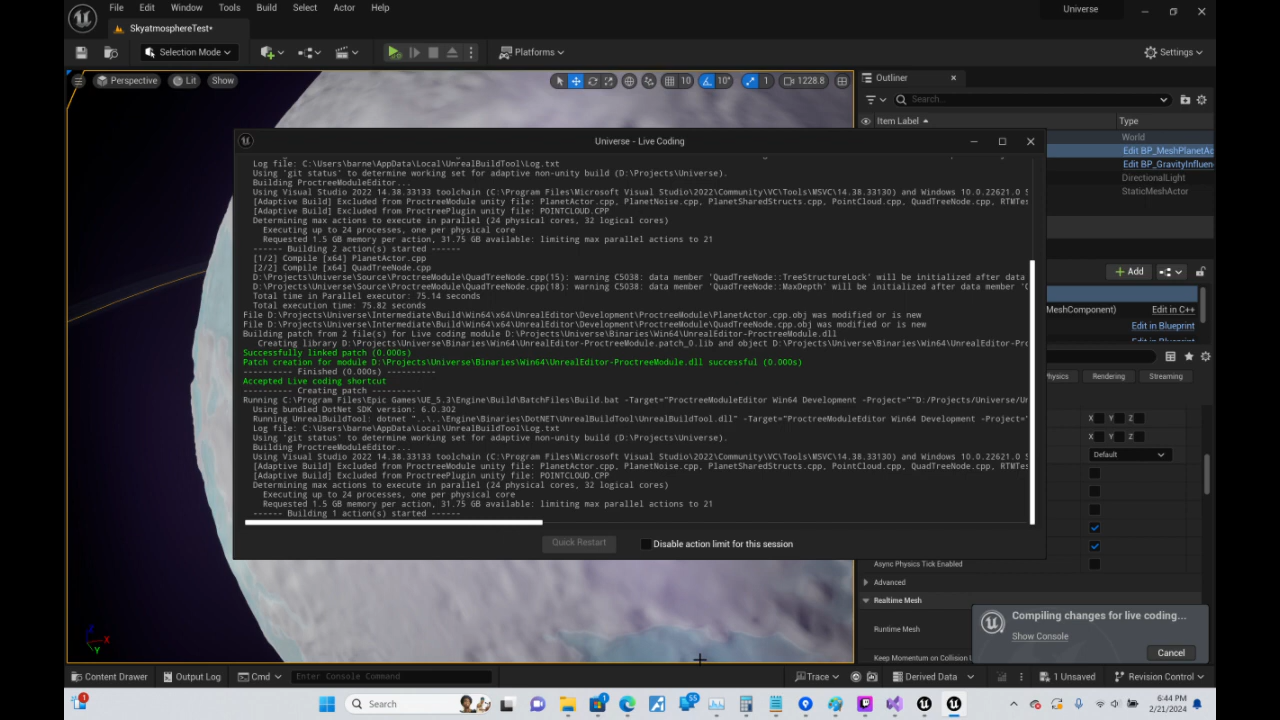 File Edit Window Tools Build Select Actor Help
Universe
SkyatmosphereTest*
Selection Mode
Platforms
Settings
Perspective Lit Show
10 10° 1 1228.8
Outliner
Search...
Item Label Type
World
Edit BP_MeshPlanetAc
Edit BP_GravityInfluen
DirectionalLight
StaticMeshActor
Universe - Live Coding
Log file: C:\Users\barne\AppData\Local\UnrealBuildTool\Log.txt
Using 'git status' to determine working set for adaptive non-unity build (D:\Projects\Universe).
Building ProctreeModuleEditor...
Using Visual Studio 2022 14.38.33133 toolchain (C:\Program Files\Microsoft Visual Studio\2022\Community\VC\Tools\MSVC\14.38.33130) and Windows 10.0.22621.0 S
[Adaptive Build] Excluded from ProctreeModule unity file: PlanetActor.cpp, PlanetNoise.cpp, PlanetSharedStructs.cpp, PointCloud.cpp, QuadTreeNode.cpp, RTMTes
[Adaptive Build] Excluded from ProctreePlugin unity file: POINTCLOUD.CPP
Determining max actions to execute in parallel (24 physical cores, 32 logical cores)
Executing up to 24 processes, one per physical core
Requested 1.5 GB memory per action, 31.75 GB available: limiting max parallel actions to 21
------ Building 2 action(s) started ------
[1/2] Compile [x64] PlanetActor.cpp
[2/2] Compile [x64] QuadTreeNode.cpp
D:\Projects\Universe\Source\ProctreeModule\QuadTreeNode.cpp(15): warning C5038: data member 'QuadTreeNode::TreeStructureLock' will be initialized after data
D:\Projects\Universe\Source\ProctreeModule\QuadTreeNode.cpp(18): warning C5038: data member 'QuadTreeNode::MaxDepth' will be initialized after data member 'Q
Total time in Parallel executor: 75.14 seconds
Total execution time: 75.82 seconds
File D:\Projects\Universe\Intermediate\Build\Win64\x64\UnrealEditor\Development\ProctreeModule\PlanetActor.cpp.obj was modified or is new
File D:\Projects\Universe\Intermediate\Build\Win64\x64\UnrealEditor\Development\ProctreeModule\QuadTreeNode.cpp.obj was modified or is new
Building patch from 2 file(s) for Live coding module D:\Projects\Universe\Binaries\Win64\UnrealEditor-ProctreeModule.dll
Creating library D:\Projects\Universe\Binaries\Win64\UnrealEditor-ProctreeModule.patch_0.lib and object D:\Projects\Universe\Binaries\Win64\UnrealEditor-Proc
Successfully linked patch (0.000s)
Patch creation for module D:\Projects\Universe\Binaries\Win64\UnrealEditor-ProctreeModule.dll successful (0.000s)
---------- Finished (0.000s) ----------
Accepted Live coding shortcut
---------- Creating patch ----------
Running C:\Program Files\Epic Games\UE_5.3\Engine\Build\BatchFiles\Build.bat -Target="ProctreeModuleEditor Win64 Development -Project=""D:/Projects/Universe/Un
Using bundled DotNet SDK version: 6.0.302
Running UnrealBuildTool: dotnet "..\..\Engine\Binaries\DotNET\UnrealBuildTool\UnrealBuildTool.dll" -Target="ProctreeModuleEditor Win64 Development -Project="
Log file: C:\Users\barne\AppData\Local\UnrealBuildTool\Log.txt
Using 'git status' to determine working set for adaptive non-unity build (D:\Projects\Universe).
Building ProctreeModuleEditor...
Using Visual Studio 2022 14.38.33133 toolchain (C:\Program Files\Microsoft Visual Studio\2022\Community\VC\Tools\MSVC\14.38.33130) and Windows 10.0.22621.0 S
[Adaptive Build] Excluded from ProctreeModule unity file: PlanetActor.cpp, PlanetNoise.cpp, PlanetSharedStructs.cpp, PointCloud.cpp, QuadTreeNode.cpp, RTMTes
[Adaptive Build] Excluded from ProctreePlugin unity file: POINTCLOUD.CPP
Determining max actions to execute in parallel (24 physical cores, 32 logical cores)
Executing up to 24 processes, one per physical core
Requested 1.5 GB memory per action, 31.75 GB available: limiting max parallel actions to 21
------ Building 1 action(s) started ------
Quick Restart
Disable action limit for this session
Add
MeshComponent) Edit in C++
Edit in Blueprint
Edit in Blueprint
Physics Rendering Streaming
X Y Z
X Y Z
Default
Async Physics Tick Enabled
Advanced
Realtime Mesh
Runtime Mesh
Keep Momentum on Collision U
Compiling changes for live coding...
Show Console
Cancel
X
Y
Z
Content Drawer Output Log Cmd Enter Console Command Trace Derived Data 1 Unsaved Revision Control
1
Search
1
55
6:44 PM
2/21/2024